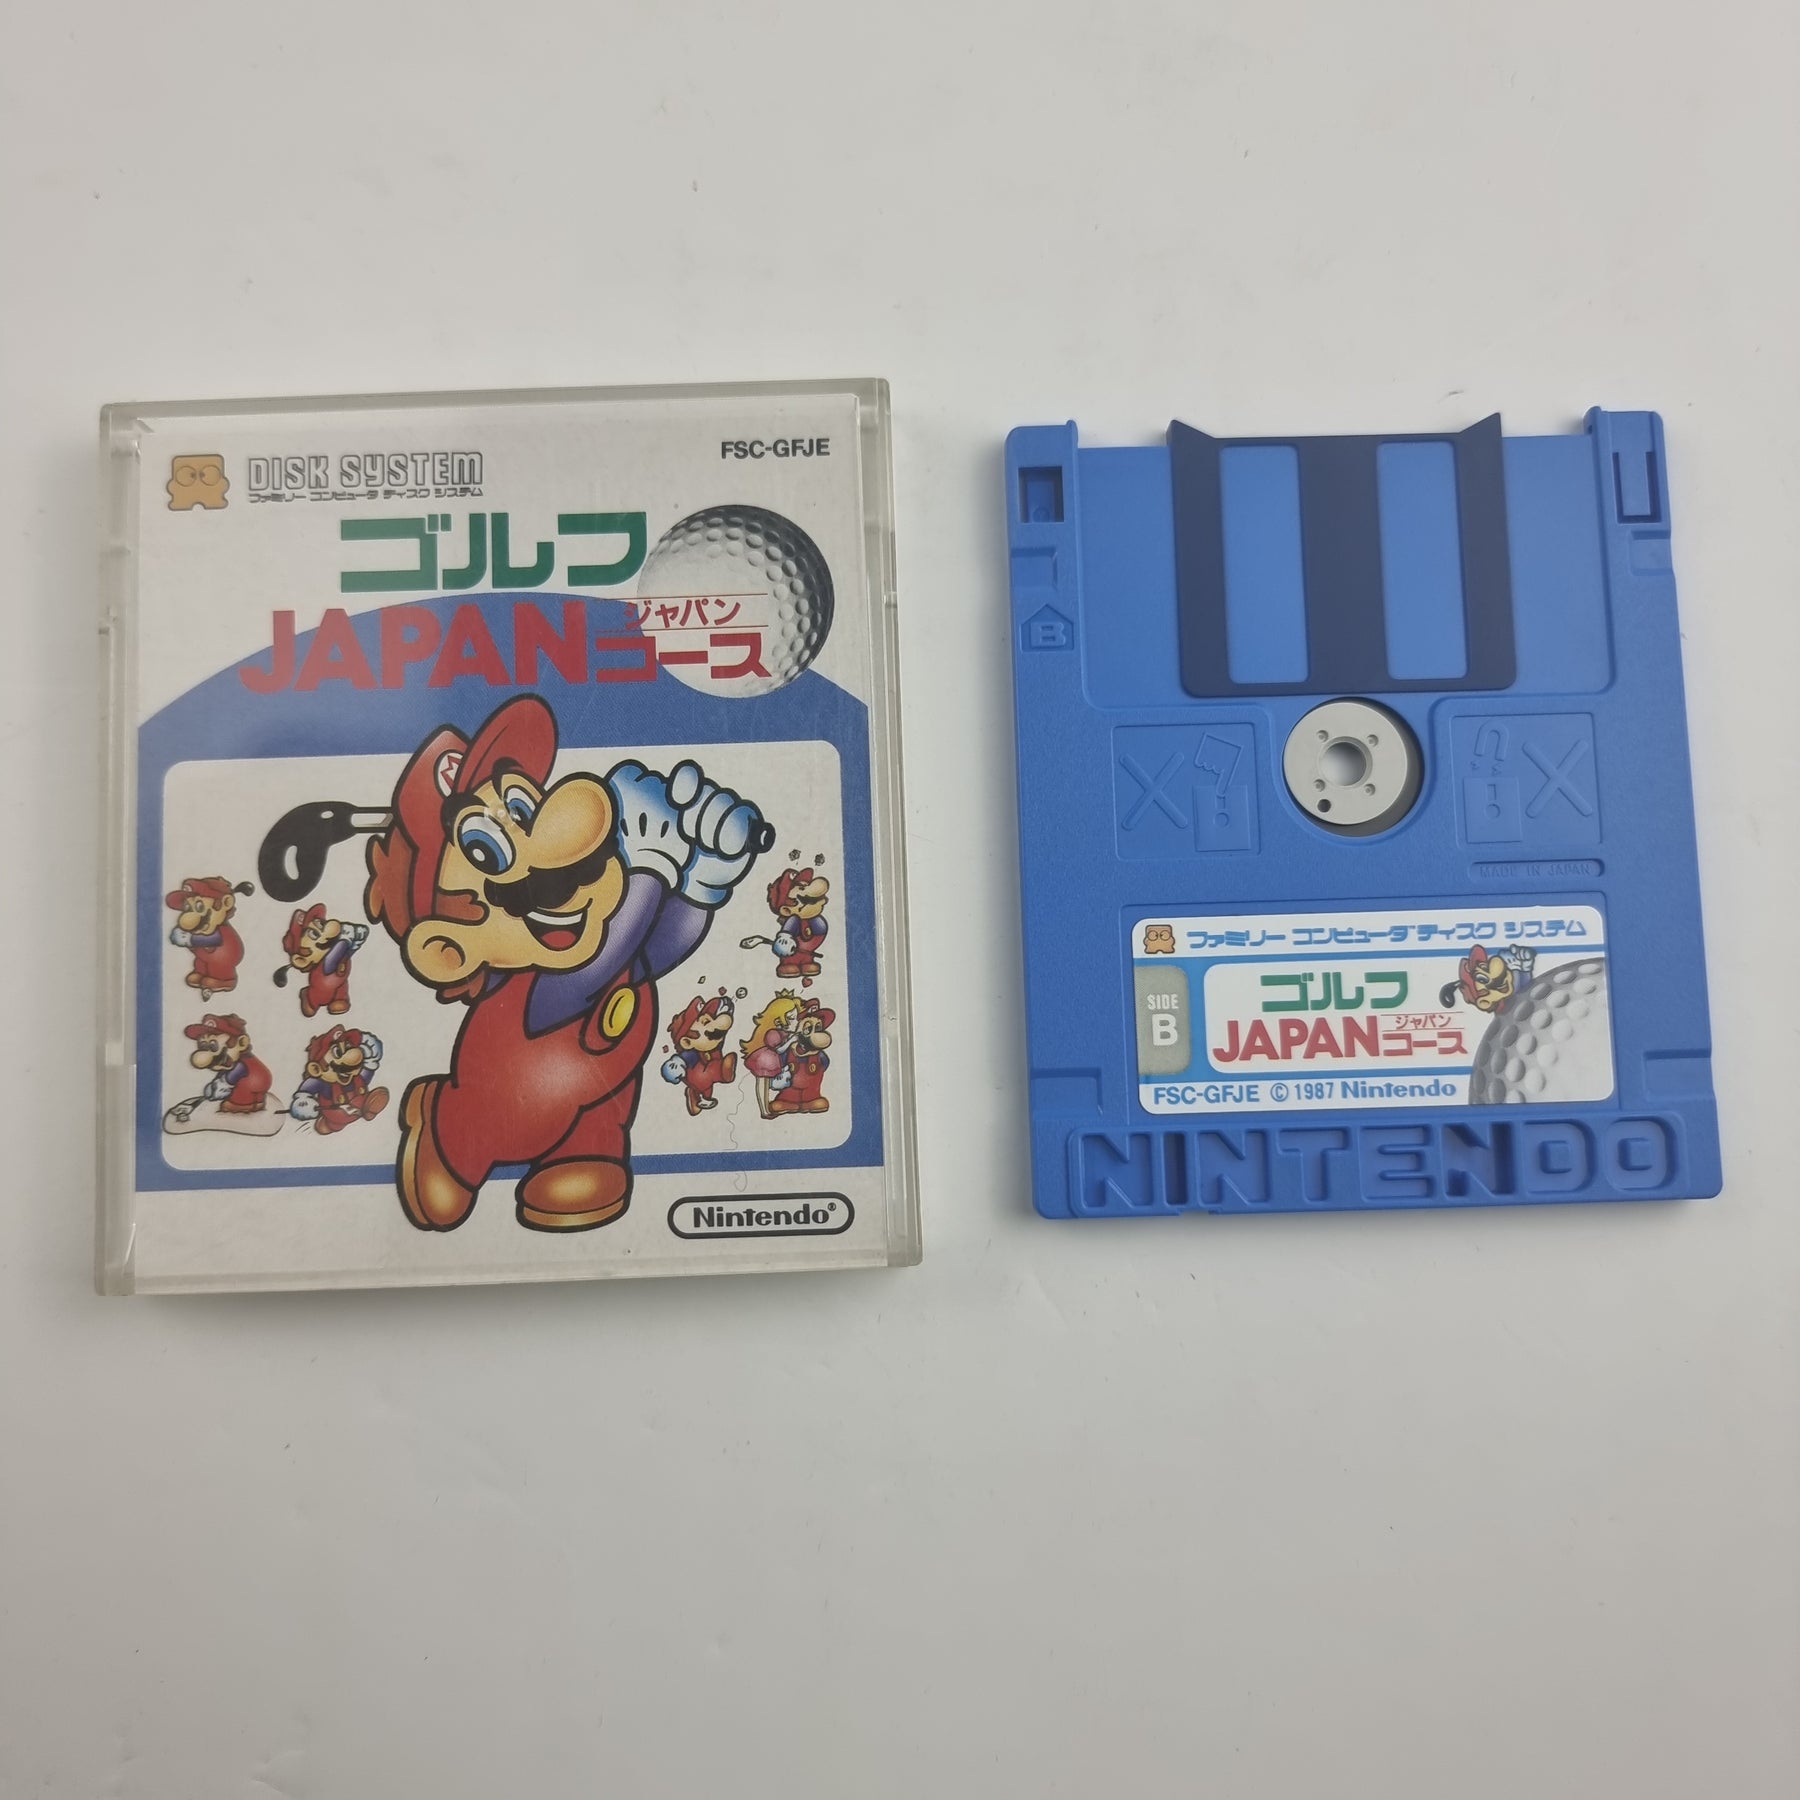 DISK SYSTEM
ファミリー コンピュータ ディスク システム
FSC-GFJE
ゴルフ
ジャパン
JAPANコース
M
Nintendo®
B
MADE IN JAPAN
ファミリー コンピュータ ディスク システム
SIDE
B
ゴルフ
ジャパン
JAPANコース
FSC-GFJE © 1987 Nintendo
NINTENDO